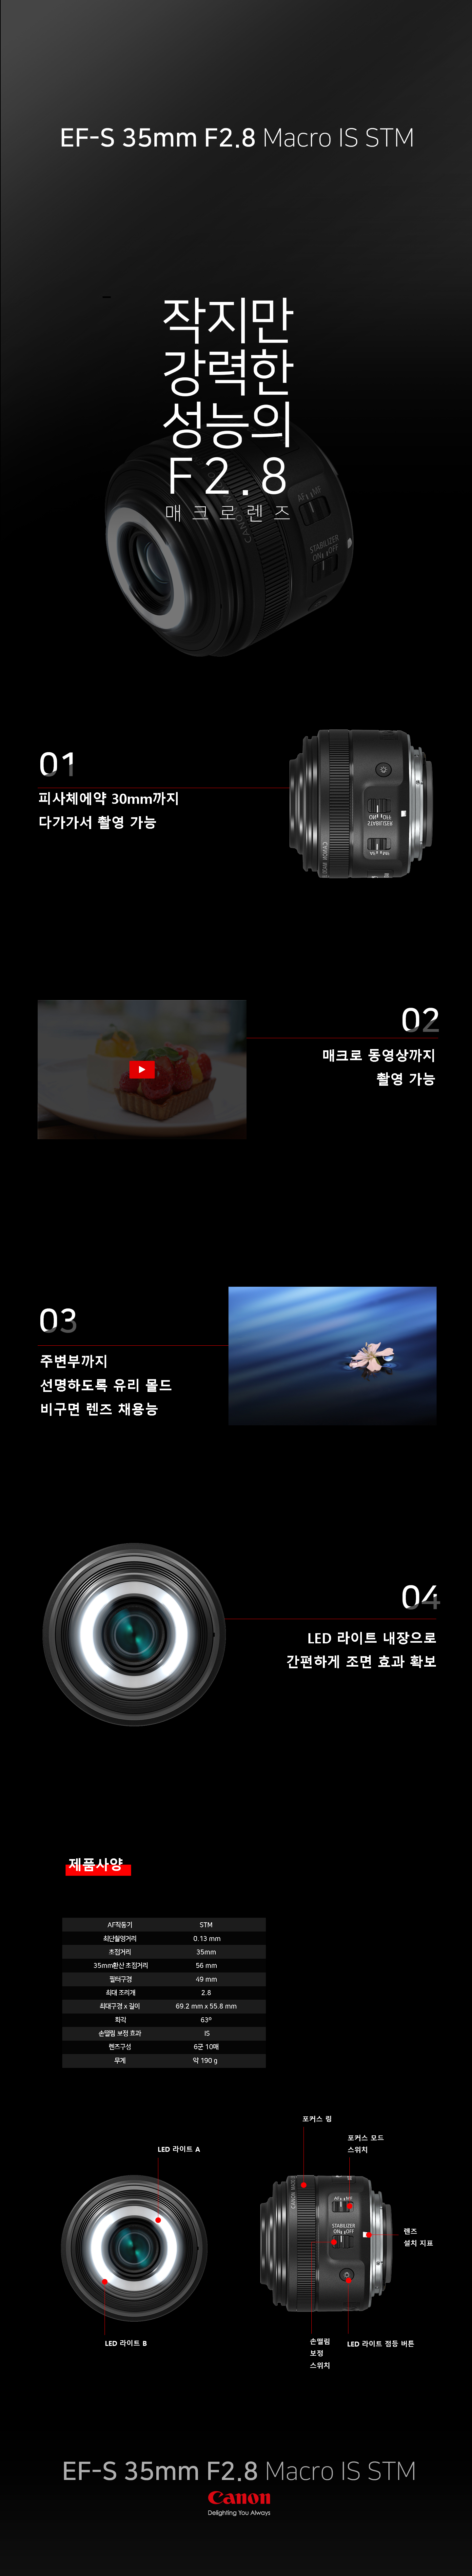 EF-S 35mm F2.8 Macro IS STM
작지만
강력한
성능의
F2.8
매크로렌즈
AF MF
STABILIZER
ON OFF
01
피사체에약 30mm까지
다가가서 촬영 가능
02
매크로 동영상까지
촬영 가능
03
주변부까지
선명하도록 유리 몰드
비구면 렌즈 채용능
04
LED 라이트 내장으로
간편하게 조면 효과 확보
제품사양
AF작동기 STM
최단촬영거리 0.13 mm
초점거리 35mm
35mm환산 초점거리 56 mm
필터구경 49 mm
최대 조리개 2.8
최대구경 x 길이 69.2 mm x 55.8 mm
화각 63º
손떨림 보정 효과 IS
렌즈구성 6군 10매
무게 약 190 g
포커스 링
포커스 모드
스위치
LED 라이트 A
AF MF
STABILIZER
ON OFF
렌즈
설치 지표
LED 라이트 B
손떨림
보정
스위치
LED 라이트 점등 버튼
EF-S 35mm F2.8 Macro IS STM
Canon
Delighting You Always